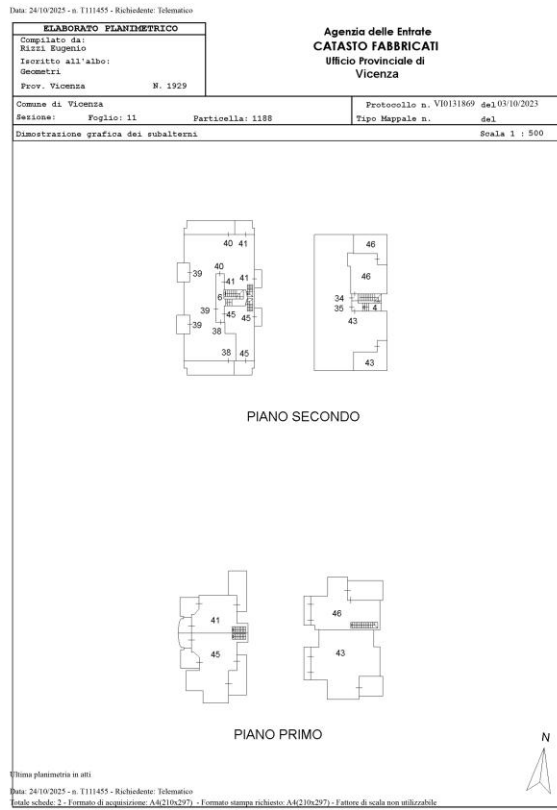 Data: 24/10/2025 - n. T111455 - Richiedente: Telematico
ELABORATO PLANIMETRICO
Compilato da:
Rizzi Eugenio
Iscritto all'albo:
Geometri
Prov. Vicenza N. 1929
Agenzia delle Entrate
CATASTO FABBRICATI
Ufficio Provinciale di
Vicenza
Comune di Vicenza
Sezione: Foglio: 11 Particella: 1188
Protocollo n. VI0131869 del 03/10/2023
Tipo Mappale n. del
Dimostrazione grafica dei subalterni Scala 1 : 500
40 41
46
40
39 41 41
46
6
34
39 45 45
35 4
39 38
43
38 45
43
PIANO SECONDO
41
46
45
43
PIANO PRIMO
N
Ultima planimetria in atti
Data: 24/10/2025 - n. T111455 - Richiedente: Telematico
Totale schede: 2 - Formato di acquisizione: A4(210x297) - Formato stampa richiesto: A4(210x297) - Fattore di scala non utilizzabile